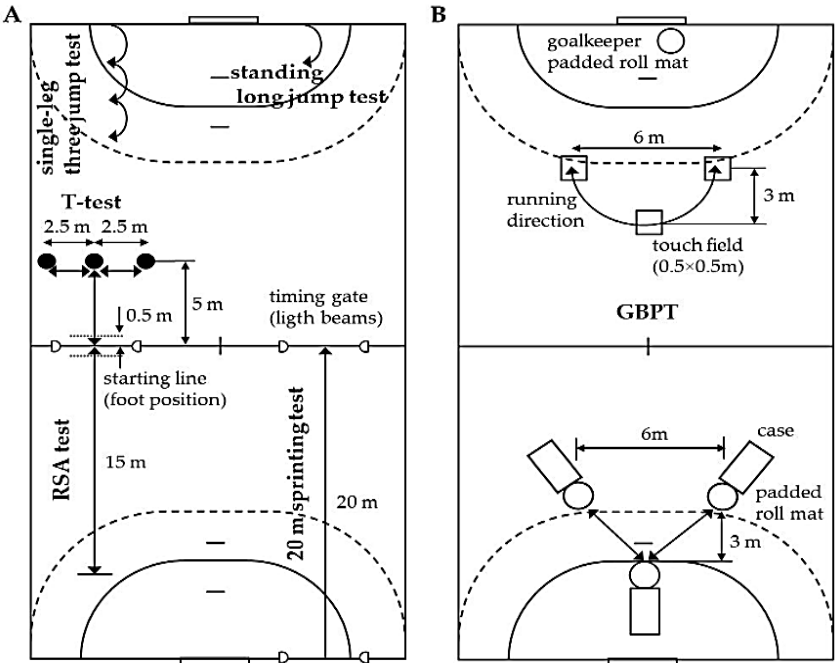 A
single-leg
three jump test
standing
long jump test
T-test
2.5 m
2.5 m
0.5 m
5 m
timing gate
(ligth beams)
starting line
(foot position)
RSA test
15 m
20 m sprinting test
20 m
B
goalkeeper
padded roll mat
6 m
3 m
running
direction
touch field
(0.5×0.5m)
GBPT
6m
case
padded
roll mat
3 m